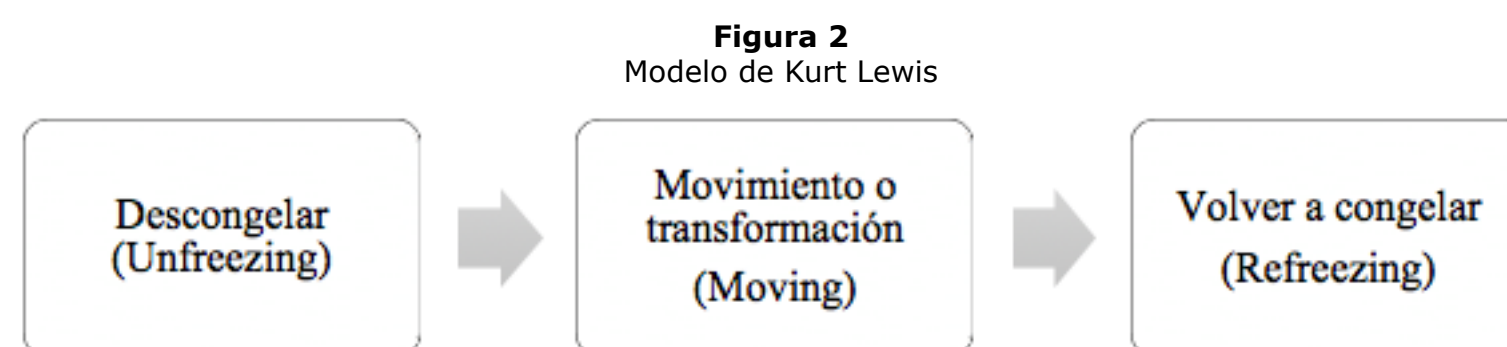 Figura 2
Modelo de Kurt Lewis
Descongelar
(Unfreezing)
Movimiento o
transformación
(Moving)
Volver a congelar
(Refreezing)